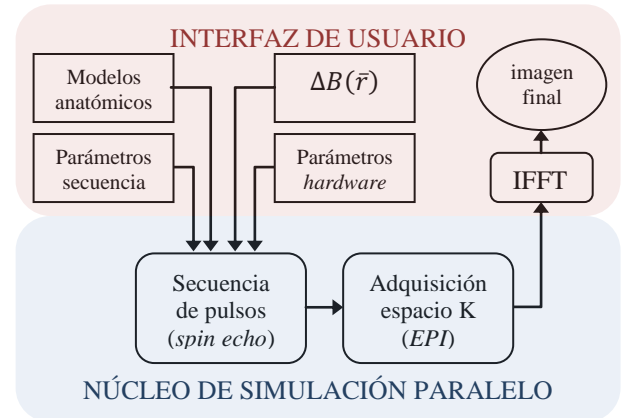 INTERFAZ DE USUARIO
Modelos
anatómicos
ΔB(r̄)
imagen
final
Parámetros
secuencia
Parámetros
hardware
IFFT
Secuencia
de pulsos
(spin echo)
Adquisición
espacio K
(EPI)
NÚCLEO DE SIMULACIÓN PARALELO